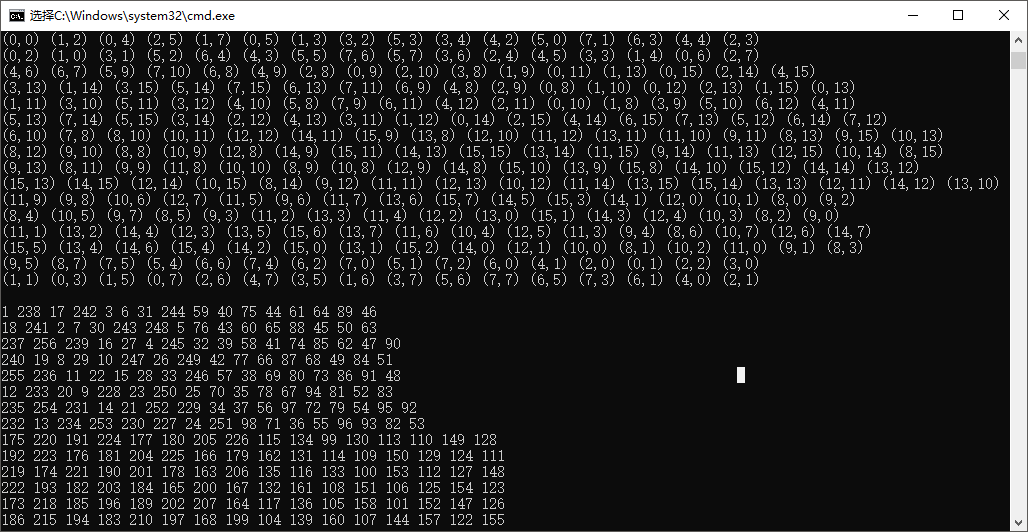 选择C:\Windows\system32\cmd.exe
(0,0) (1,2) (0,4) (2,5) (1,7) (0,5) (1,3) (3,2) (5,3) (3,4) (4,2) (5,0) (7,1) (6,3) (4,4) (2,3)
(0,2) (1,0) (3,1) (5,2) (6,4) (4,3) (5,5) (7,6) (5,7) (3,6) (2,4) (4,5) (3,3) (1,4) (0,6) (2,7)
(4,6) (6,7) (5,9) (7,10) (6,8) (4,9) (2,8) (0,9) (2,10) (3,8) (1,9) (0,11) (1,13) (0,15) (2,14) (4,15)
(3,13) (1,14) (3,15) (5,14) (7,15) (6,13) (7,11) (6,9) (4,8) (2,9) (0,8) (1,10) (0,12) (2,13) (1,15) (0,13)
(1,11) (3,10) (5,11) (3,12) (4,10) (5,8) (7,9) (6,11) (4,12) (2,11) (0,10) (1,8) (3,9) (5,10) (6,12) (4,11)
(5,13) (7,14) (5,15) (3,14) (2,12) (4,13) (3,11) (1,12) (0,14) (2,15) (4,14) (6,15) (7,13) (5,12) (6,14) (7,12)
(6,10) (7,8) (8,10) (10,11) (12,12) (14,11) (15,9) (13,8) (12,10) (11,12) (13,11) (11,10) (9,11) (8,13) (9,15) (10,13)
(8,12) (9,10) (8,8) (10,9) (12,8) (14,9) (15,11) (14,13) (15,15) (13,14) (11,15) (9,14) (11,13) (12,15) (10,14) (8,15)
(9,13) (8,11) (9,9) (11,8) (10,10) (8,9) (10,8) (12,9) (14,8) (15,10) (13,9) (15,8) (14,10) (15,12) (14,14) (13,12)
(15,13) (14,15) (12,14) (10,15) (8,14) (9,12) (11,11) (12,13) (10,12) (11,14) (13,15) (15,14) (13,13) (12,11) (14,12) (13,10)
(11,9) (9,8) (10,6) (12,7) (11,5) (9,6) (11,7) (13,6) (15,7) (14,5) (15,3) (14,1) (12,0) (10,1) (8,0) (9,2)
(8,4) (10,5) (9,7) (8,5) (9,3) (11,2) (13,3) (11,4) (12,2) (13,0) (15,1) (14,3) (12,4) (10,3) (8,2) (9,0)
(11,1) (13,2) (14,4) (12,3) (13,5) (15,6) (13,7) (11,6) (10,4) (12,5) (11,3) (9,4) (8,6) (10,7) (12,6) (14,7)
(15,5) (13,4) (14,6) (15,4) (14,2) (15,0) (13,1) (15,2) (14,0) (12,1) (10,0) (8,1) (10,2) (11,0) (9,1) (8,3)
(9,5) (8,7) (7,5) (5,4) (6,6) (7,4) (6,2) (7,0) (5,1) (7,2) (6,0) (4,1) (2,0) (0,1) (2,2) (3,0)
(1,1) (0,3) (1,5) (0,7) (2,6) (4,7) (3,5) (1,6) (3,7) (5,6) (7,7) (6,5) (7,3) (6,1) (4,0) (2,1)
1 238 17 242 3 6 31 244 59 40 75 44 61 64 89 46
18 241 2 7 30 243 248 5 76 43 60 65 88 45 50 63
237 256 239 16 27 4 245 32 39 58 41 74 85 62 47 90
240 19 8 29 10 247 26 249 42 77 66 87 68 49 84 51
255 236 11 22 15 28 33 246 57 38 69 80 73 86 91 48
12 233 20 9 228 23 250 25 70 35 78 67 94 81 52 83
235 254 231 14 21 252 229 34 37 56 97 72 79 54 95 92
232 13 234 253 230 227 24 251 98 71 36 55 96 93 82 53
175 220 191 224 177 180 205 226 115 134 99 130 113 110 149 128
192 223 176 181 204 225 166 179 162 131 114 109 150 129 124 111
219 174 221 190 201 178 163 206 135 116 133 100 153 112 127 148
222 193 182 203 184 165 200 167 132 161 108 151 106 125 154 123
173 218 185 196 189 202 207 164 117 136 105 158 101 152 147 126
186 215 194 183 210 197 168 199 104 139 160 107 144 157 122 155